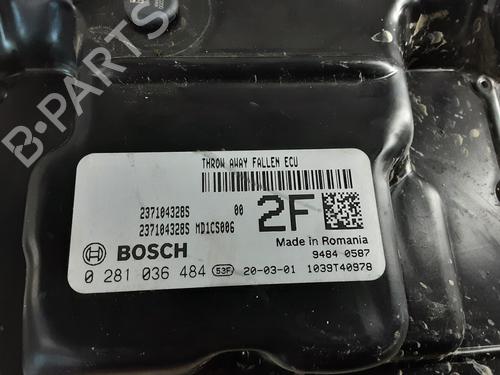 B-PARTS
THROW AWAY FALLEN ECU
237104328S 00
237104328S MD1CS006
2F
Made in Romania
9484 0587
BOSCH
0 281 036 484 53F 20-03-01 1039T40978